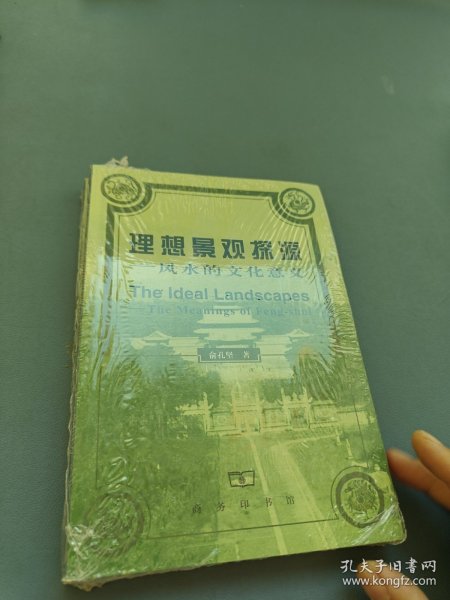 理想景观探源
——风水的文化意义
The Ideal Landscapes
—The Meanings of Feng-shui
俞孔坚 著
商务印书馆
孔夫子旧书网
www.kongfz.com